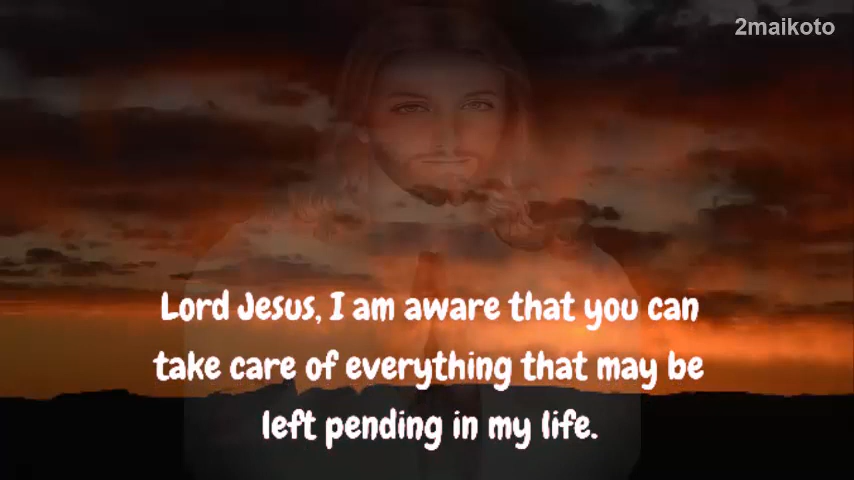 2maikoto
Lord Jesus, I am aware that you can
take care of everything that may be
left pending in my life.